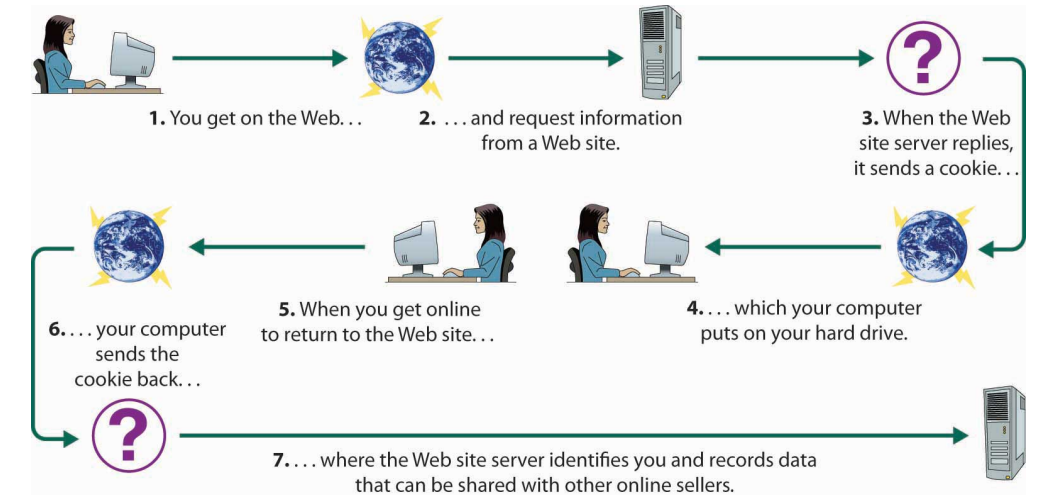 ?
1. You get on the Web. . .
2. . . . and request information
from a Web site.
3. When the Web
site server replies,
it sends a cookie. . .
4. . . . which your computer
puts on your hard drive.
5. When you get online
to return to the Web site. . .
6. . . . your computer
sends the
cookie back. . .
?
7. . . . where the Web site server identifies you and records data
that can be shared with other online sellers.